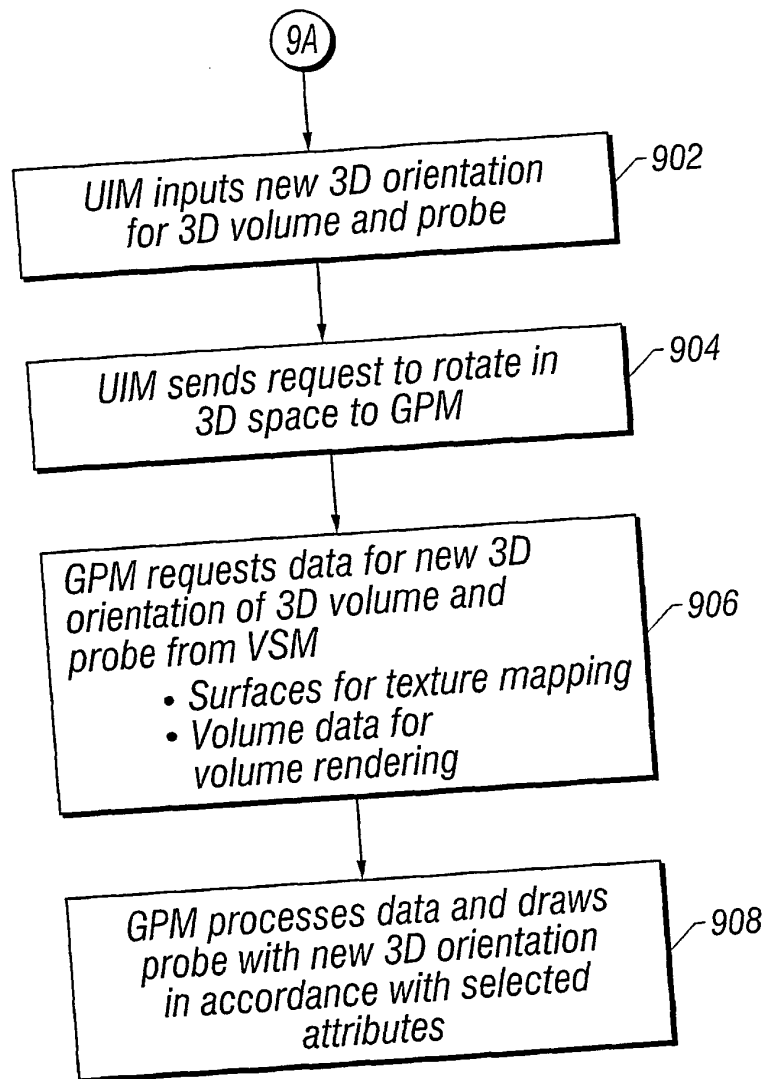 9A
UIM inputs new 3D orientation
for 3D volume and probe
902
UIM sends request to rotate in
3D space to GPM
904
GPM requests data for new 3D
orientation of 3D volume and
probe from VSM
• Surfaces for texture mapping
• Volume data for
volume rendering
906
GPM processes data and draws
probe with new 3D orientation
in accordance with selected
attributes
908